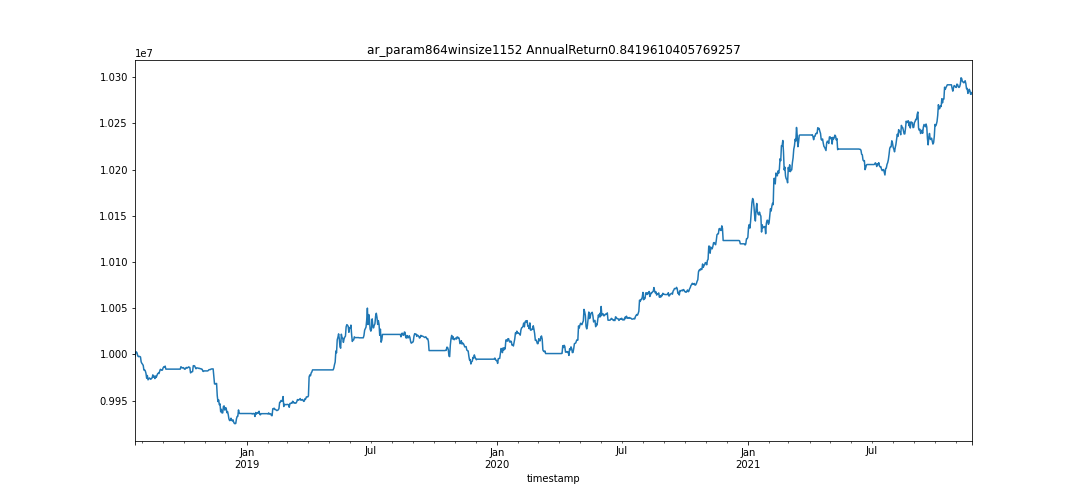 ar_param864winsize1152 AnnualReturn0.8419610405769257
1e7
1.030
1.025
1.020
1.015
1.010
1.005
1.000
0.995
Jan Jul Jan Jul Jan Jul
2019 2020 2021
timestamp